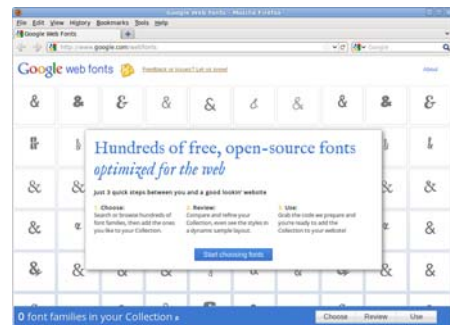 Google Web Fonts - Mozilla Firefox
File Edit View History Bookmarks Tools Help
Google Web Fonts
http://www.google.com/webfonts
Google
Google web fonts
Feedback or issues? Let us know!
About
& & & & & & & & & &
Hundreds of free, open-source fonts
optimized for the web
Just 3 quick steps between you and a good lookin' website
1. Choose:
Search or browse hundreds of
font families, then add the ones
you like to your Collection.
2. Review:
Compare and refine your
Collection, even see the styles in
a dynamic sample layout.
3. Use:
Grab the code we prepare and
you're ready to add the
Collection to your website!
Start choosing fonts
0 font families in your Collection
Choose Review Use